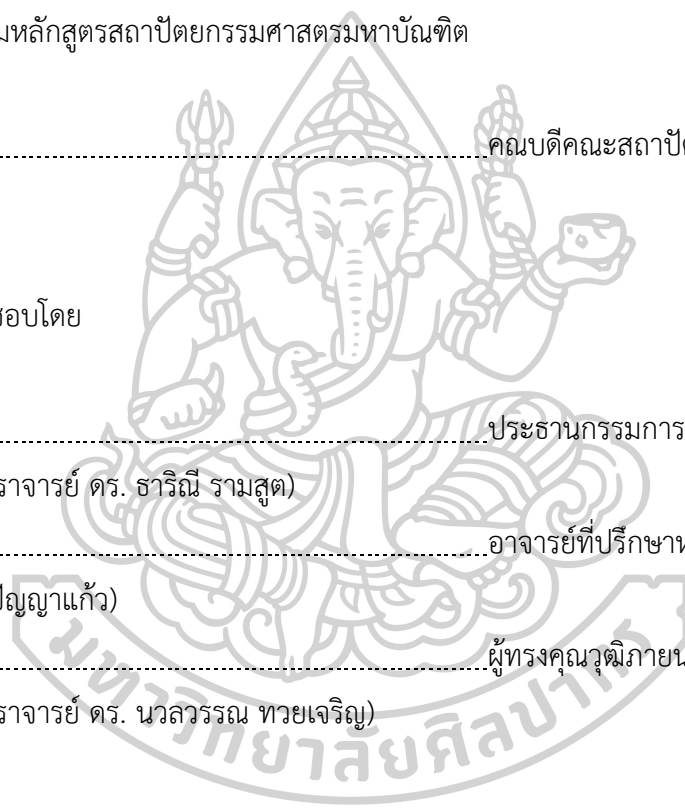 มหลักสูตรสถาปัตยกรรมศาสตรมหาบัณฑิต
คณบดีคณะสถาปั
สอบโดย
ประธานกรรมการ
ราจารย์ ดร. ธาริณี รามสูต)
อาจารย์ที่ปรึกษาห
ปัญญาแก้ว)
ผู้ทรงคุณวุฒิภายน
ราจารย์ ดร. นวลวรรณ ทวยเจริญ)
มหาวิทยาลัยศิลปากร